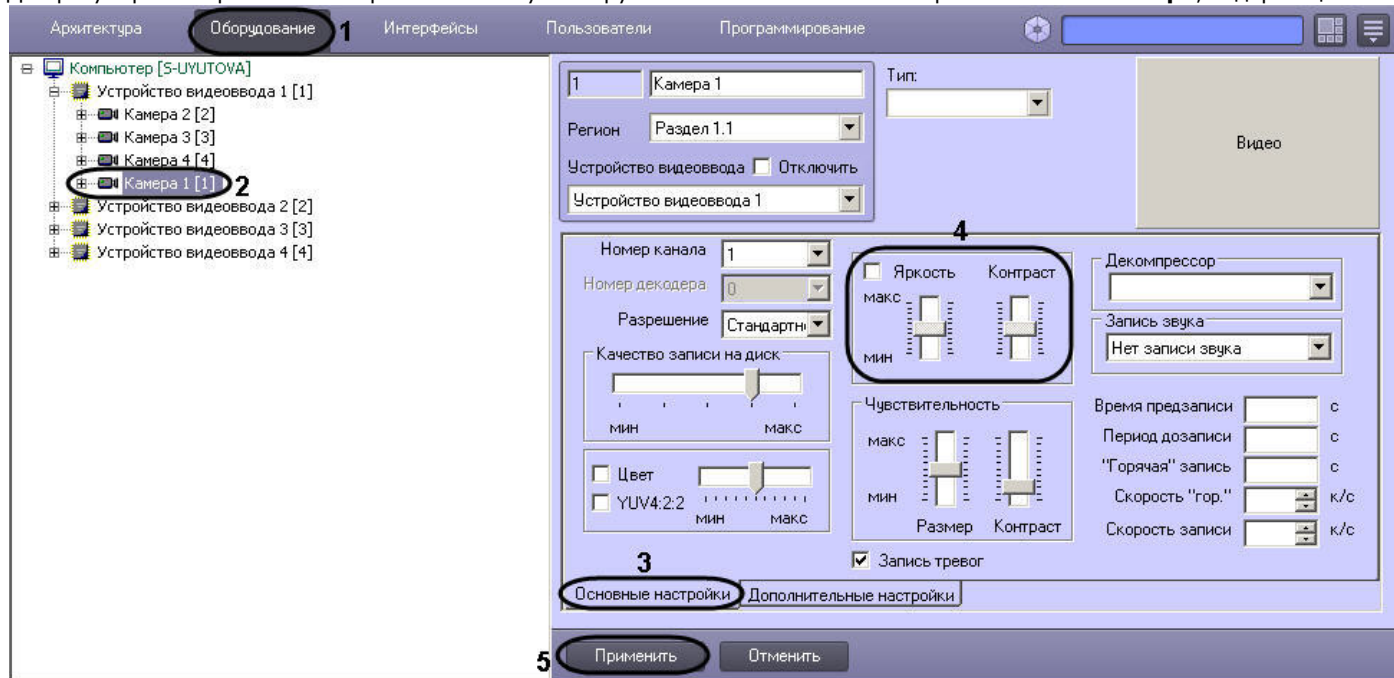 Архитектура Оборудование 1 Интерфейсы Пользователи Программирование
Компьютер [S-UYUTOVA]
Устройство видеоввода 1 [1]
Камера 2 [2]
Камера 3 [3]
Камера 4 [4]
Камера 1 [1] 2
Устройство видеоввода 2 [2]
Устройство видеоввода 3 [3]
Устройство видеоввода 4 [4]
1 Камера 1
Регион Раздел 1.1
Устройство видеоввода Отключить
Устройство видеоввода 1
Тип:
Видео
Номер канала 1
Номер декодера 0
Разрешение Стандартн
Качество записи на диск
мин макс
Цвет
YUV4:2:2
мин макс
4
Яркость Контраст
макс
мин
Чувствительность
макс
мин
Размер Контраст
Запись тревог
Декомпрессор
Запись звука
Нет записи звука
Время предзаписи с
Период дозаписи с
"Горячая" запись с
Скорость "гор." к/с
Скорость записи к/с
3
Основные настройки Дополнительные настройки
5 Применить Отменить